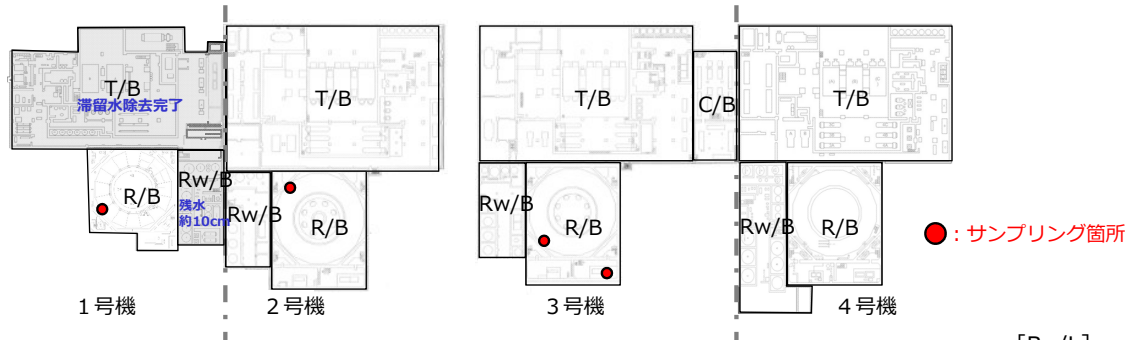 T/B
滞留水除去完了
T/B
T/B
C/B
T/B
R/B
Rw/B
残水
約10cm
Rw/B
R/B
Rw/B
R/B
Rw/B
R/B
：サンプリング箇所
１号機
２号機
３号機
４号機